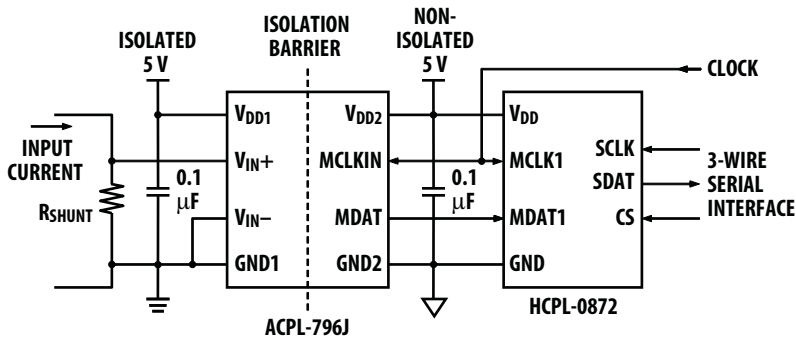 ISOLATED
5 V
ISOLATION
BARRIER
NON-
ISOLATED
5 V
CLOCK
INPUT
CURRENT
RSHUNT
0.1
μF
VDD1
VIN+
VIN–
GND1
VDD2
MCLKIN
MDAT
GND2
ACPL-796J
0.1
μF
VDD
MCLK1
MDAT1
GND
SCLK
SDAT
CS
HCPL-0872
3-WIRE
SERIAL
INTERFACE